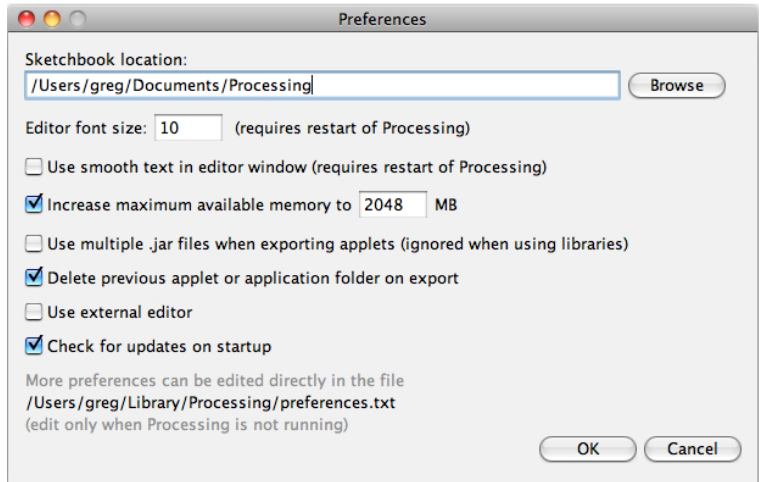 Preferences
Sketchbook location:
/Users/greg/Documents/Processing
Browse
Editor font size: 10 (requires restart of Processing)
Use smooth text in editor window (requires restart of Processing)
Increase maximum available memory to 2048 MB
Use multiple .jar files when exporting applets (ignored when using libraries)
Delete previous applet or application folder on export
Use external editor
Check for updates on startup
More preferences can be edited directly in the file
/Users/greg/Library/Processing/preferences.txt
(edit only when Processing is not running)
OK Cancel